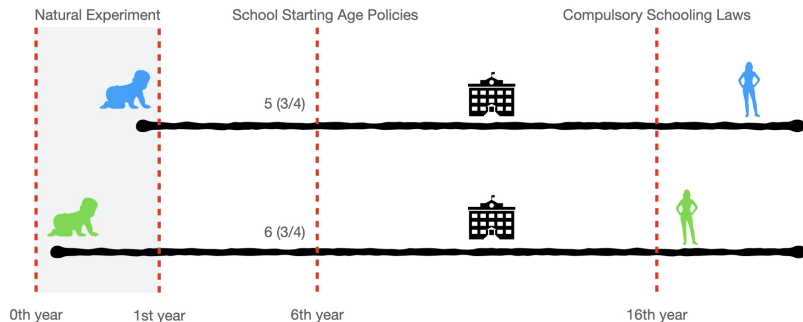 Natural Experiment
School Starting Age Policies
Compulsory Schooling Laws
5 (3/4)
6 (3/4)
0th year
1st year
6th year
16th year